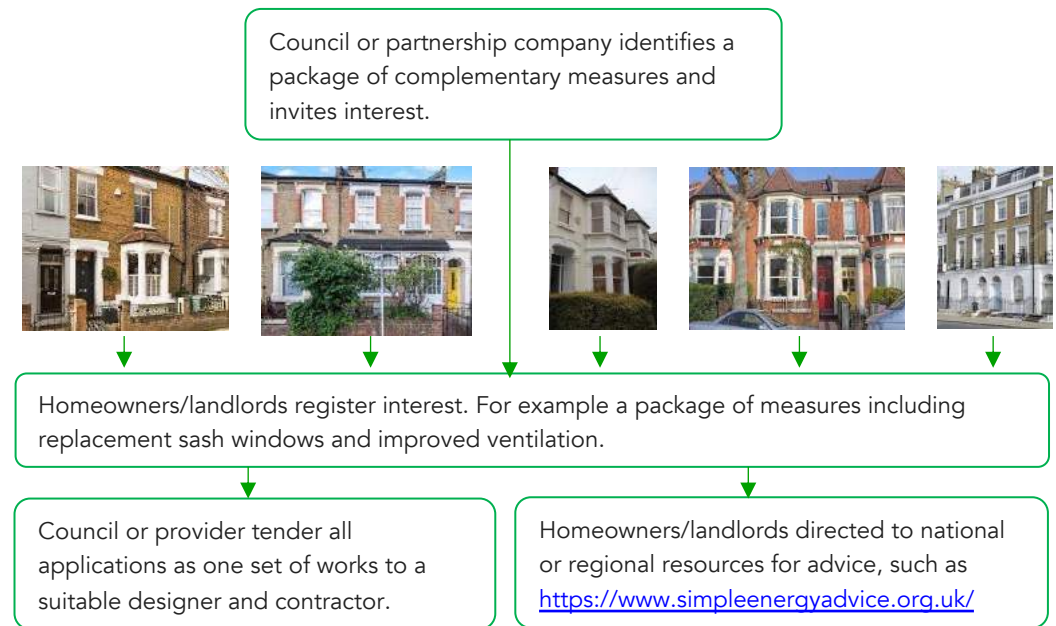 Council or partnership company identifies a
package of complementary measures and
invites interest.
Homeowners/landlords register interest. For example a package of measures including
replacement sash windows and improved ventilation.
Council or provider tender all
applications as one set of works to a
suitable designer and contractor.
Homeowners/landlords directed to national
or regional resources for advice, such as
https://www.simpleenergyadvice.org.uk/